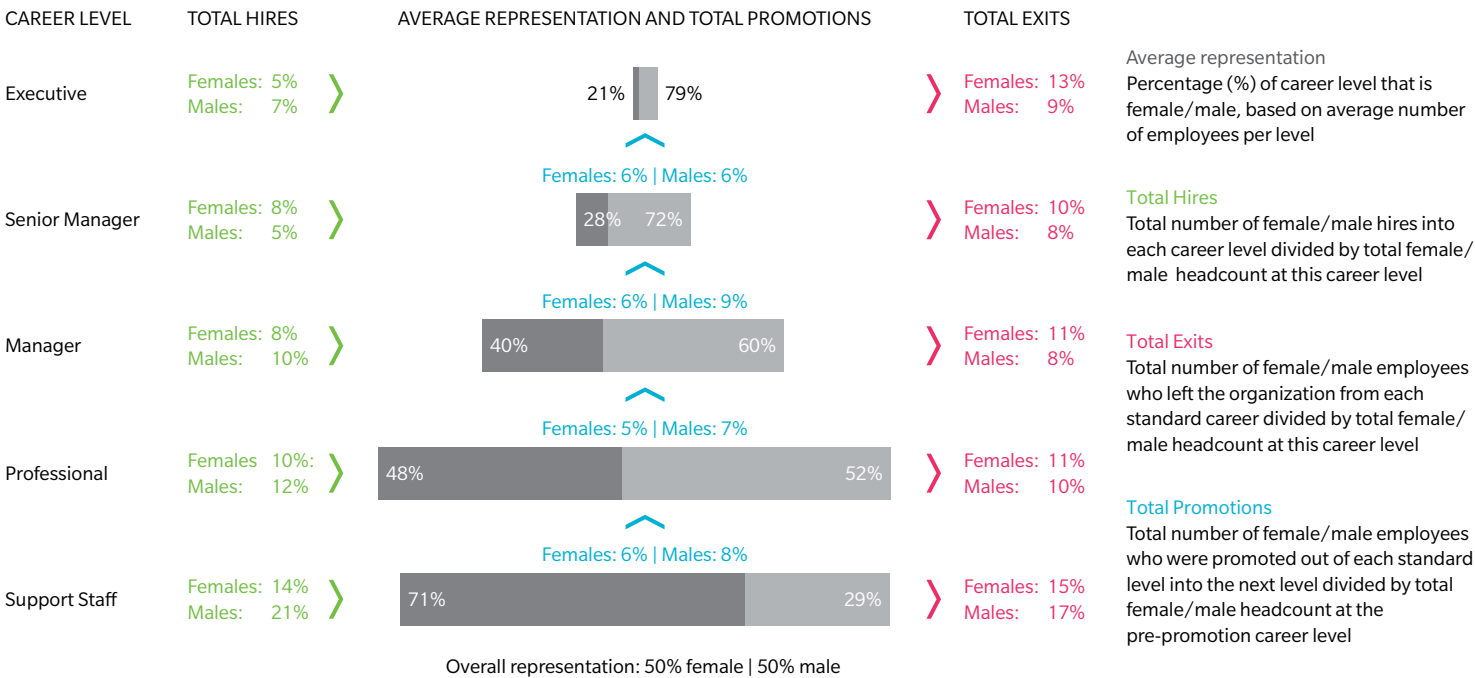 CAREER LEVEL TOTAL HIRES AVERAGE REPRESENTATION AND TOTAL PROMOTIONS TOTAL EXITS
Executive
Females: 5%
Males: 7%
21% 79%
Females: 13%
Males: 9%
Females: 6% | Males: 6%
Senior Manager
Females: 8%
Males: 5%
28% 72%
Females: 10%
Males: 8%
Females: 6% | Males: 9%
Manager
Females: 8%
Males: 10%
40% 60%
Females: 11%
Males: 8%
Females: 5% | Males: 7%
Professional
Females 10%:
Males: 12%
48% 52%
Females: 11%
Males: 10%
Females: 6% | Males: 8%
Support Staff
Females: 14%
Males: 21%
71% 29%
Females: 15%
Males: 17%
Overall representation: 50% female | 50% male
Average representation
Percentage (%) of career level that is
female/male, based on average number
of employees per level
Total Hires
Total number of female/male hires into
each career level divided by total female/
male headcount at this career level
Total Exits
Total number of female/male employees
who left the organization from each
standard career divided by total female/
male headcount at this career level
Total Promotions
Total number of female/male employees
who were promoted out of each standard
level into the next level divided by total
female/male headcount at the
pre-promotion career level